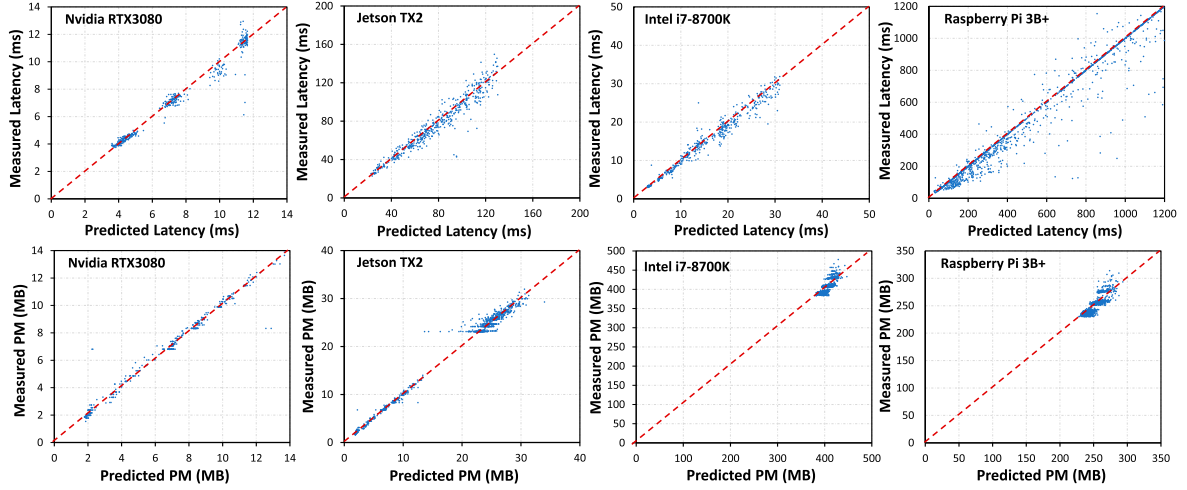 Nvidia RTX3080
Measured Latency (ms)
14
12
10
8
6
4
2
0
0 2 4 6 8 10 12 14
Predicted Latency (ms)
Jetson TX2
Measured Latency (ms)
200
160
120
80
40
0
0 40 80 120 160 200
Predicted Latency (ms)
Intel i7-8700K
Measured Latency (ms)
50
40
30
20
10
0
0 10 20 30 40 50
Predicted Latency (ms)
Raspberry Pi 3B+
Measured Latency (ms)
1200
1000
800
600
400
200
0
0 200 400 600 800 1000 1200
Predicted Latency (ms)
Nvidia RTX3080
Measured PM (MB)
14
12
10
8
6
4
2
0
0 2 4 6 8 10 12 14
Predicted PM (MB)
Jetson TX2
Measured PM (MB)
40
30
20
10
0
0 10 20 30 40
Predicted PM (MB)
Intel i7-8700K
Measured PM (MB)
500
450
400
350
300
250
200
150
100
50
0
0 100 200 300 400 500
Predicted PM (MB)
Raspberry Pi 3B+
Measured PM (MB)
350
300
250
200
150
100
50
0
0 50 100 150 200 250 300 350
Predicted PM (MB)